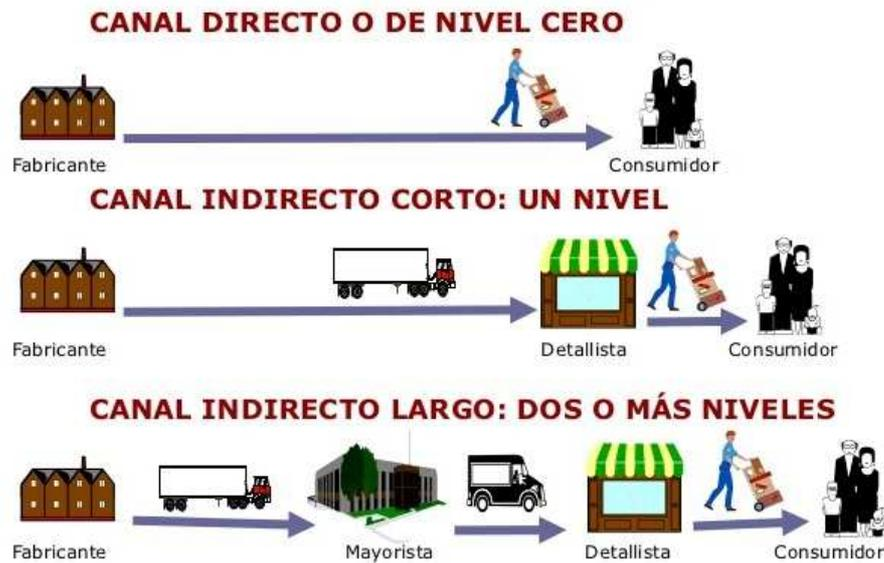 CANAL DIRECTO O DE NIVEL CERO
Fabricante
Consumidor
CANAL INDIRECTO CORTO: UN NIVEL
Fabricante
Detallista
Consumidor
CANAL INDIRECTO LARGO: DOS O MÁS NIVELES
Fabricante
Mayorista
Detallista
Consumidor